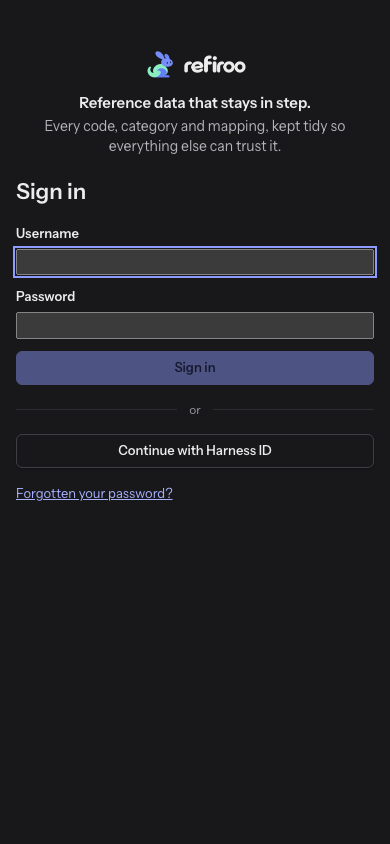 refiroo
Reference data that stays in step.
Every code, category and mapping, kept tidy so
everything else can trust it.
Sign in
Username
Password
Sign in
or
Continue with Harness ID
Forgotten your password?